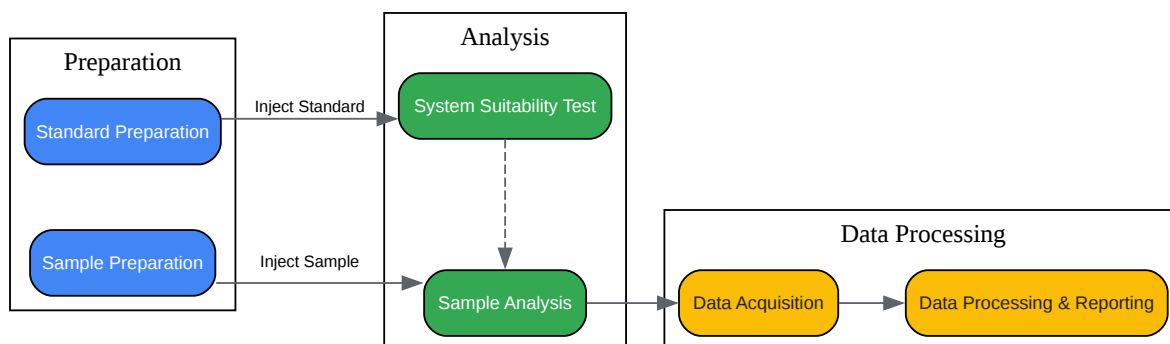 Preparation
Standard Preparation
Sample Preparation
Inject Standard
Inject Sample
Analysis
System Suitability Test
Sample Analysis
Data Processing
Data Acquisition
Data Processing & Reporting